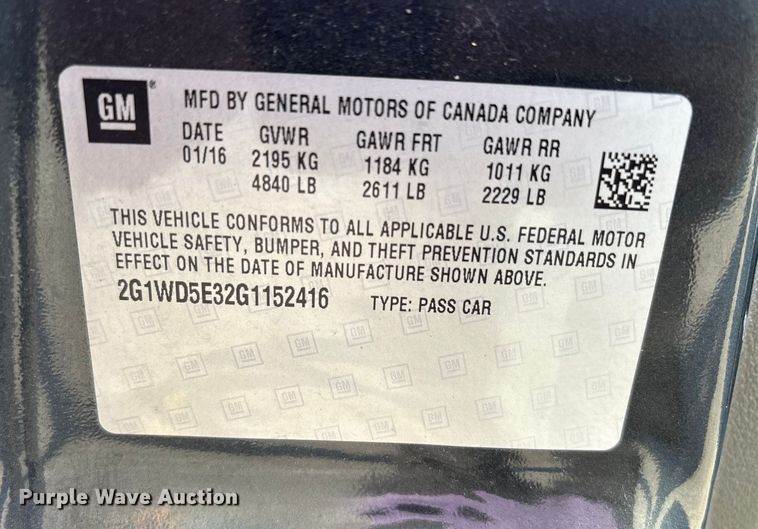 GM
MFD BY GENERAL MOTORS OF CANADA COMPANY
DATE GVWR GAWR FRT GAWR RR
01/16 2195 KG 1184 KG 1011 KG
4840 LB 2611 LB 2229 LB
THIS VEHICLE CONFORMS TO ALL APPLICABLE U.S. FEDERAL MOTOR
VEHICLE SAFETY, BUMPER, AND THEFT PREVENTION STANDARDS IN
EFFECT ON THE DATE OF MANUFACTURE SHOWN ABOVE.
2G1WD5E32G1152416 TYPE: PASS CAR
Purple Wave Auction